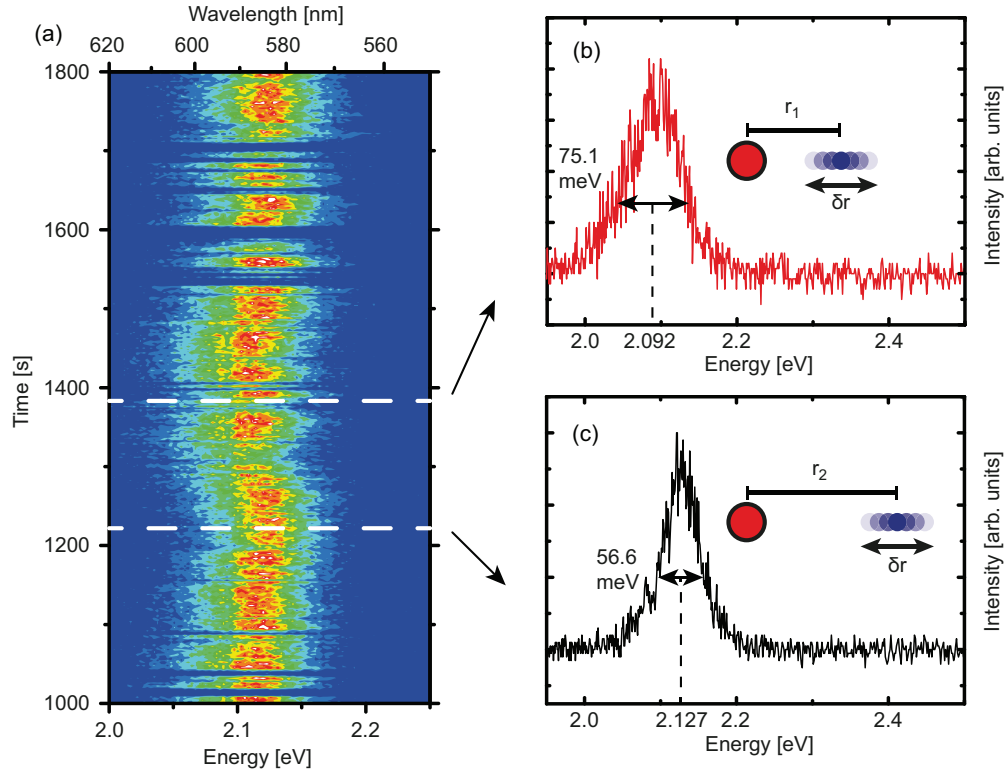 Wavelength [nm]
(a)
620 600 580 560
1800
1600
1400
1200
1000
Time [s]
2.0 2.1 2.2
Energy [eV]
(b)
r1
75.1
meV
δr
Intensity [arb. units]
2.0 2.092 2.2 2.4
Energy [eV]
(c)
r2
56.6
meV
δr
Intensity [arb. units]
2.0 2.127 2.2 2.4
Energy [eV]